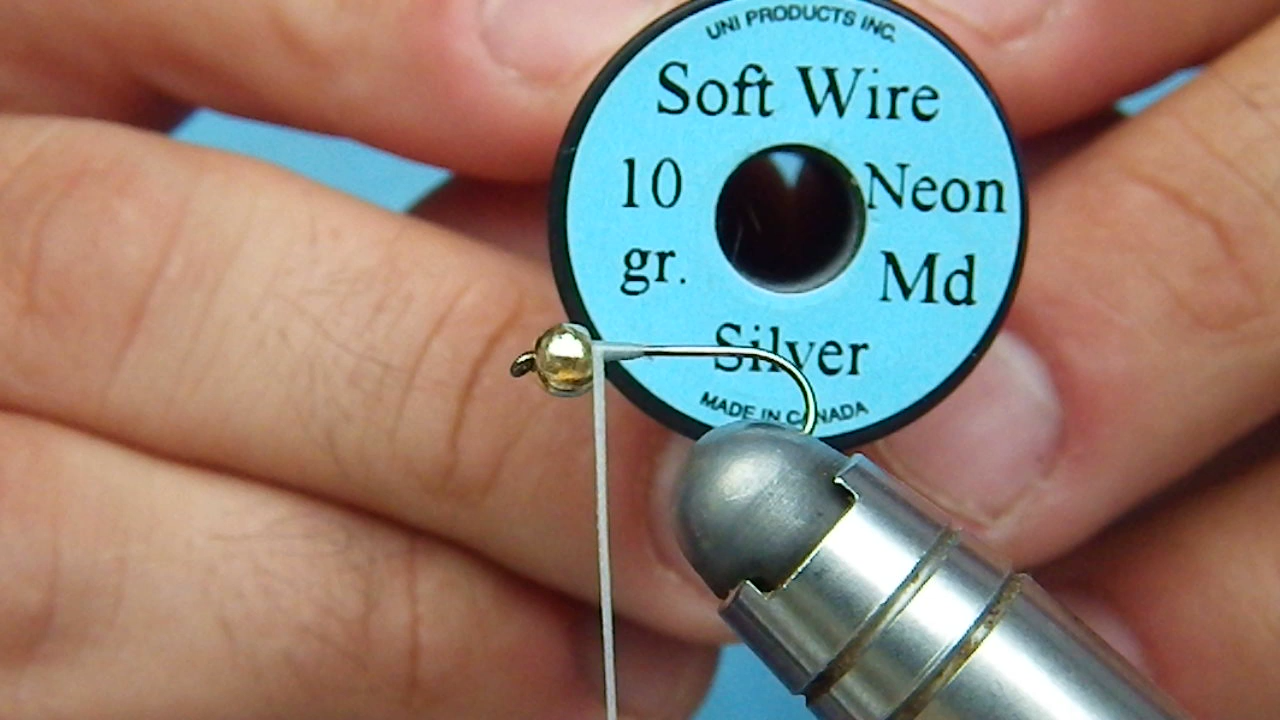 UNI PRODUCTS INC.
Soft Wire
10 Neon
gr. Md
Silver
MADE IN CANADA